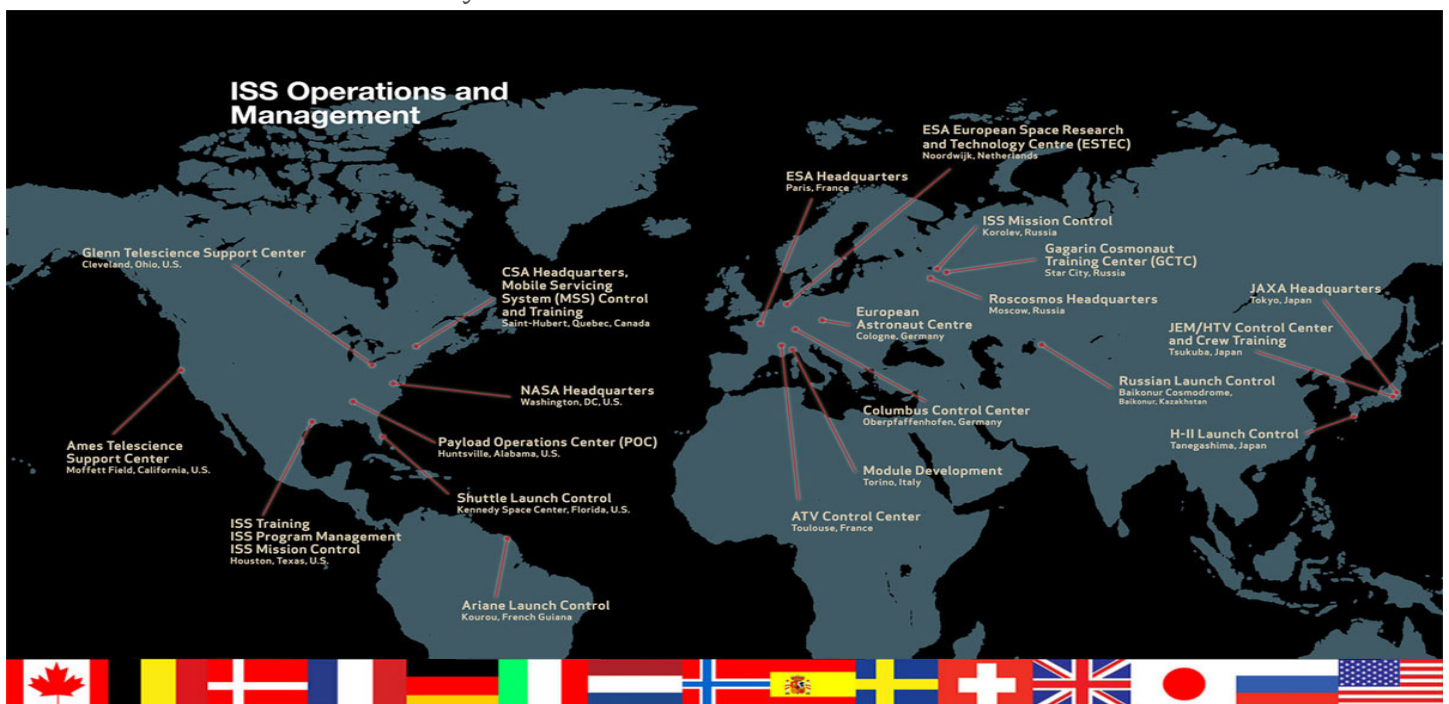 ISS Operations and
Management
ESA European Space Research
and Technology Centre (ESTEC)
Noordwijk, Netherlands
ESA Headquarters
Paris, France
ISS Mission Control
Korolev, Russia
Gagarin Cosmonaut
Training Center (GCTC)
Star City, Russia
Glenn Telescience Support Center
Cleveland, Ohio, U.S.
CSA Headquarters,
Mobile Servicing
System (MSS) Control
and Training
Saint-Hubert, Quebec, Canada
Roscosmos Headquarters
Moscow, Russia
JAXA Headquarters
Tokyo, Japan
European
Astronaut Centre
Cologne, Germany
JEM/HTV Control Center
and Crew Training
Tsukuba, Japan
NASA Headquarters
Washington, DC, U.S.
Russian Launch Control
Baikonur Cosmodrome,
Baikonur, Kazakhstan
Columbus Control Center
Oberpfaffenhofen, Germany
Ames Telescience
Support Center
Moffett Field, California, U.S.
Payload Operations Center (POC)
Huntsville, Alabama, U.S.
H-II Launch Control
Tanegashima, Japan
Module Development
Torino, Italy
Shuttle Launch Control
Kennedy Space Center, Florida, U.S.
ATV Control Center
Toulouse, France
ISS Training
ISS Program Management
ISS Mission Control
Houston, Texas, U.S.
Ariane Launch Control
Kourou, French Guiana